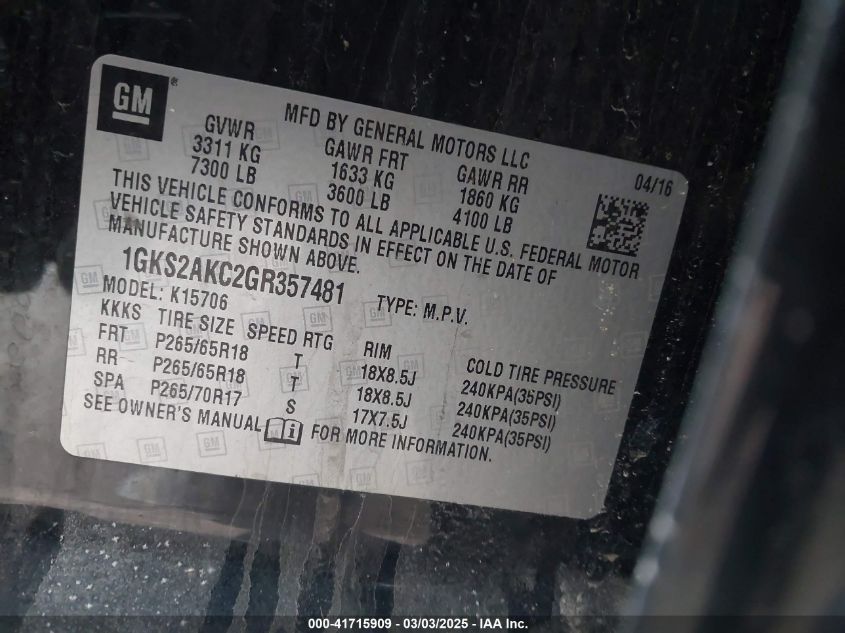 GM ®
MFD BY GENERAL MOTORS LLC
04/16
GVWR GAWR FRT GAWR RR
3311 KG 1633 KG 1860 KG
7300 LB 3600 LB 4100 LB
THIS VEHICLE CONFORMS TO ALL APPLICABLE U.S. FEDERAL MOTOR
VEHICLE SAFETY STANDARDS IN EFFECT ON THE DATE OF
MANUFACTURE SHOWN ABOVE.
1GKS2AKC2GR357481 TYPE: M.P.V.
MODEL: K15706
KKKS TIRE SIZE SPEED RTG RIM COLD TIRE PRESSURE
FRT P265/65R18 T 18X8.5J 240KPA(35PSI)
RR P265/65R18 T 18X8.5J 240KPA(35PSI)
SPA P265/70R17 S 17X7.5J 240KPA(35PSI)
SEE OWNER'S MANUAL i FOR MORE INFORMATION.
000-41715909 - 03/03/2025 - IAA Inc.